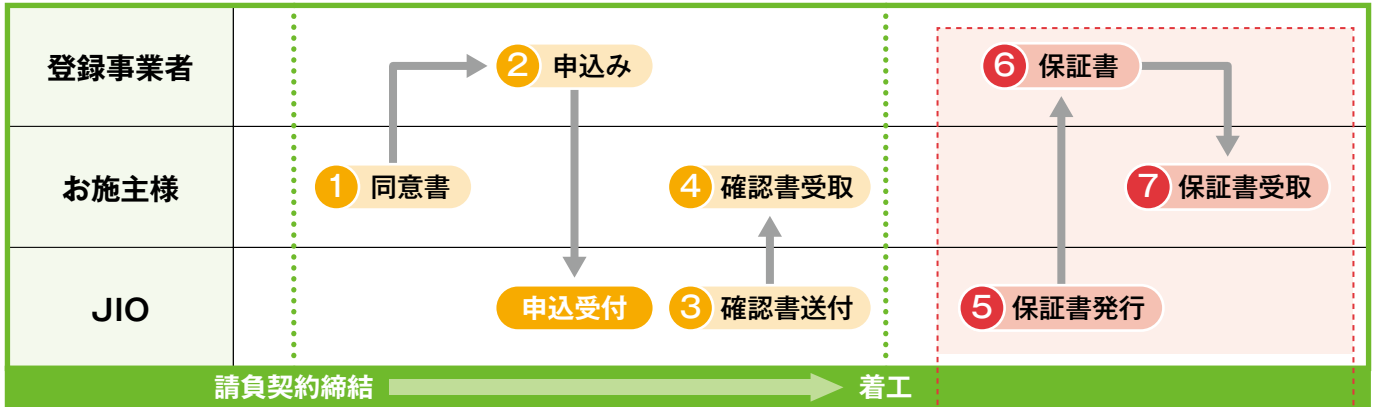 登録事業者
② 申込み
⑥ 保証書
お施主様
① 同意書
④ 確認書受取
⑦ 保証書受取
JIO
申込受付
③ 確認書送付
⑤ 保証書発行
請負契約締結
着工